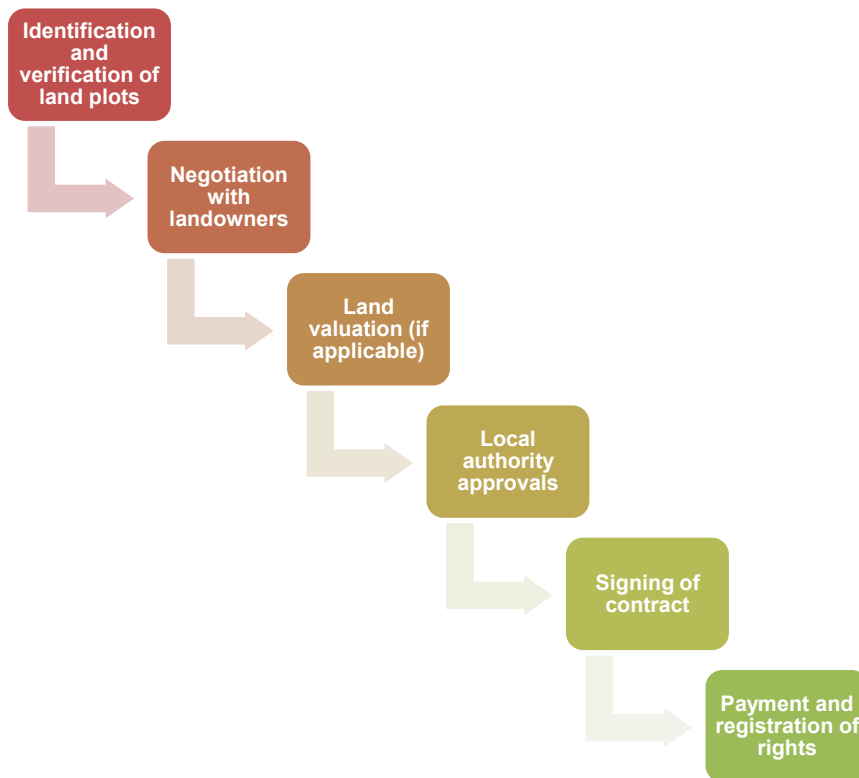 Identification
and
verification of
land plots
Negotiation
with
landowners
Land
valuation (if
applicable)
Local
authority
approvals
Signing of
contract
Payment and
registration of
rights